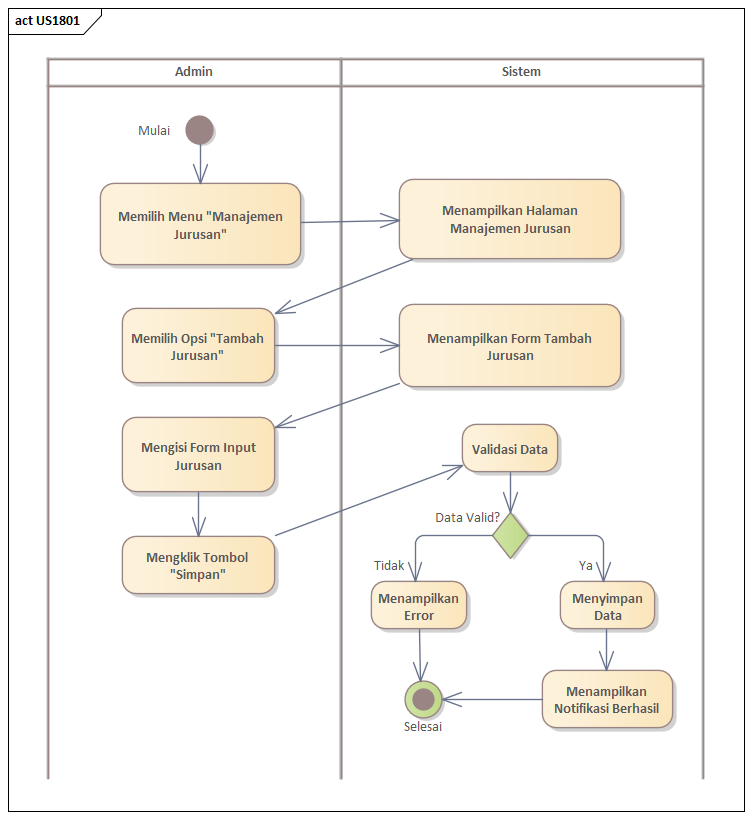 act US1801
Admin
Sistem
Mulai
Memilih Menu "Manajemen
Jurusan"
Menampilkan Halaman
Manajemen Jurusan
Memilih Opsi "Tambah
Jurusan"
Menampilkan Form Tambah
Jurusan
Mengisi Form Input
Jurusan
Validasi Data
Mengklik Tombol
"Simpan"
Data Valid?
Tidak
Ya
Menampilkan
Error
Menyimpan
Data
Menampilkan
Notifikasi Berhasil
Selesai